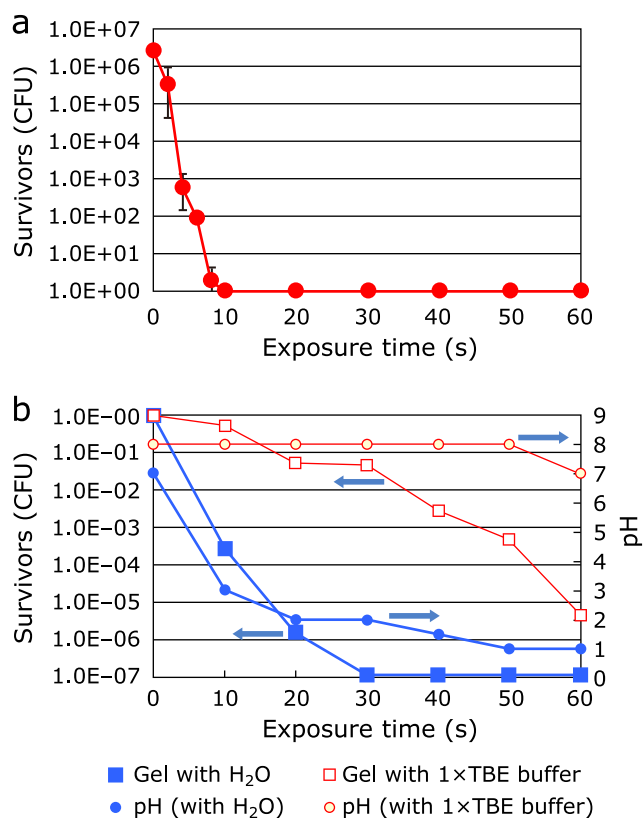 a
Survivors (CFU)
1.0E+07
1.0E+06
1.0E+05
1.0E+04
1.0E+03
1.0E+02
1.0E+01
1.0E+00
0 10 20 30 40 50 60
Exposure time (s)
b
Survivors (CFU)
1.0E−00
1.0E−01
1.0E−02
1.0E−03
1.0E−04
1.0E−05
1.0E−06
1.0E−07
9
8
7
6
5
4
3
2
1
0
pH
0 10 20 30 40 50 60
Exposure time (s)
Gel with H₂O
Gel with 1×TBE buffer
pH (with H₂O)
pH (with 1×TBE buffer)